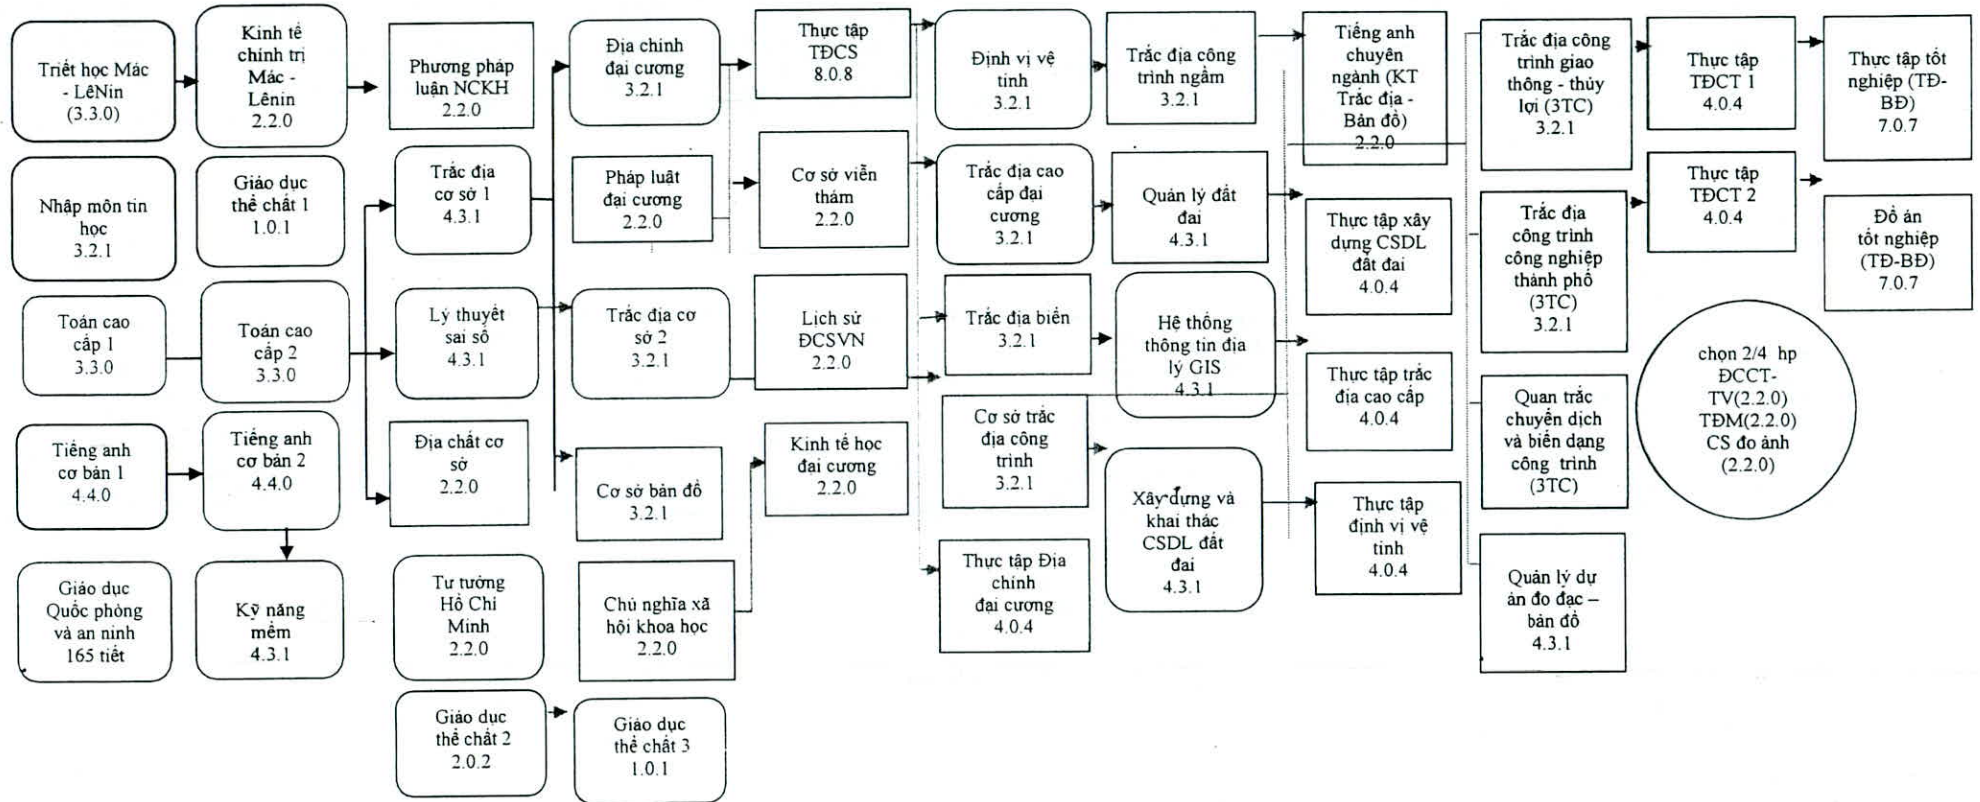 Triết học Mác
- LêNin
(3.3.0)
Nhập môn tin
học
3.2.1
Toán cao
cấp 1
3.3.0
Tiếng anh
cơ bản 1
4.4.0
Giáo dục
Quốc phòng
và an ninh
165 tiết
Kinh tế
chính trị
Mác -
Lênin
2.2.0
Giáo dục
thể chất 1
1.0.1
Toán cao
cấp 2
3.3.0
Tiếng anh
cơ bản 2
4.4.0
Kỹ năng
mềm
4.3.1
Phương pháp
luận NCKH
2.2.0
Trắc địa
cơ sở 1
4.3.1
Lý thuyết
sai số
4.3.1
Địa chất cơ
sở
2.2.0
Tư tưởng
Hồ Chí
Minh
2.2.0
Giáo dục
thể chất 2
2.0.2
Địa chính
đại cương
3.2.1
Pháp luật
đại cương
2.2.0
Trắc địa cơ
sở 2
3.2.1
Cơ sở bản đồ
3.2.1
Chủ nghĩa xã
hội khoa học
2.2.0
Giáo dục
thể chất 3
1.0.1
Thực tập
TĐCS
8.0.8
Cơ sở viễn
thám
2.2.0
Lịch sử
ĐCSVN
2.2.0
Kinh tế học
đại cương
2.2.0
Định vị vệ
tinh
3.2.1
Trắc địa cao
cấp đại
cương
3.2.1
Trắc địa biển
3.2.1
Cơ sở trắc
địa công
trình
3.2.1
Thực tập Địa
chính
đại cương
4.0.4
Trắc địa công
trình ngầm
3.2.1
Quản lý đất
đai
4.3.1
Hệ thống
thông tin địa
lý GIS
4.3.1
Xây dựng và
khai thác
CSDL đất
đai
4.3.1
Tiếng anh
chuyên
ngành (KT
Trắc địa -
Bản đồ)
2.2.0
Thực tập xây
dựng CSDL
đất đai
4.0.4
Thực tập trắc
địa cao cấp
4.0.4
Thực tập
định vị vệ
tinh
4.0.4
Trắc địa công
trình giao
thông - thủy
lợi (3TC)
3.2.1
Trắc địa
công trình
công nghiệp
thành phố
(3TC)
3.2.1
Quan trắc
chuyển dịch
và biến dạng
công trình
(3TC)
Quản lý dự
án đo đạc –
bản đồ
4.3.1
Thực tập
TĐCT 1
4.0.4
Thực tập
TĐCT 2
4.0.4
chọn 2/4 hp
ĐCCT-
TV(2.2.0)
TĐM(2.2.0)
CS đo ảnh
(2.2.0)
Thực tập tốt
nghiệp (TĐ-
BĐ)
7.0.7
Đồ án
tốt nghiệp
(TĐ-BĐ)
7.0.7